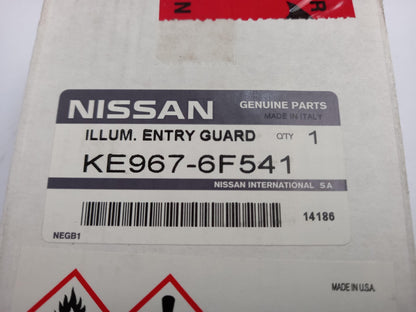 NISSAN
GENUINE PARTS
MADE IN ITALY
ILLUM. ENTRY GUARD QTY 1
KE967-6F541
NISSAN INTERNATIONAL SA
14186
NEGB1
MADE IN U.S.A.